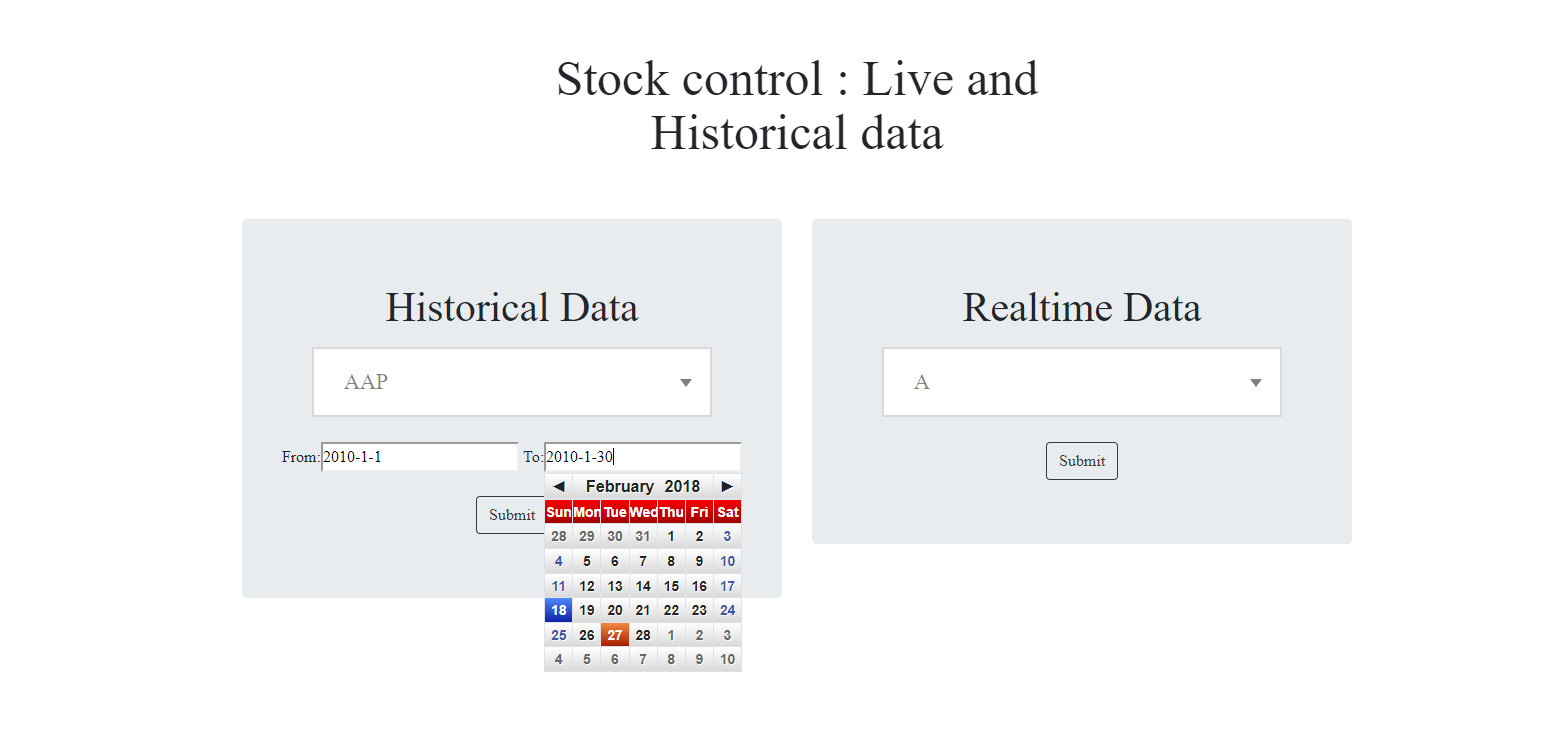 Stock control : Live and
Historical data
Historical Data
AAP
From: 2010-1-1 To: 2010-1-30
Submit
◀ February 2018 ▶
Sun Mon Tue Wed Thu Fri Sat
28 29 30 31 1 2 3
4 5 6 7 8 9 10
11 12 13 14 15 16 17
18 19 20 21 22 23 24
25 26 27 28 1 2 3
4 5 6 7 8 9 10
Realtime Data
A
Submit